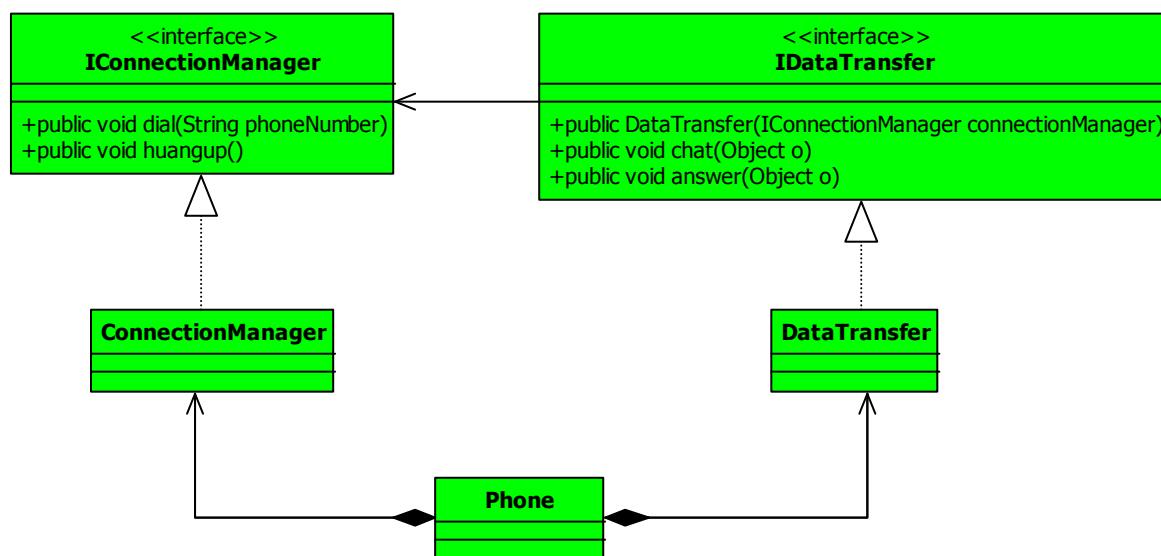 <<interface>>
IConnectionManager
+public void dial(String phoneNumber)
+public void huangup()
<<interface>>
IDataTransfer
+public DataTransfer(IConnectionManager connectionManager)
+public void chat(Object o)
+public void answer(Object o)
ConnectionManager
DataTransfer
Phone